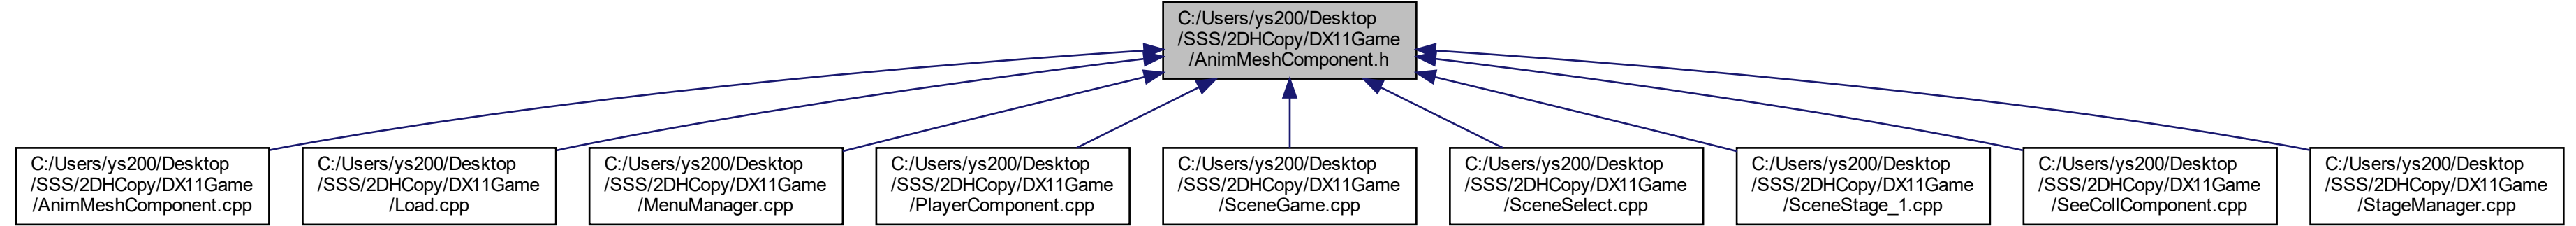 C:/Users/ys200/Desktop
/SSS/2DHCopy/DX11Game
/AnimMeshComponent.h
C:/Users/ys200/Desktop
/SSS/2DHCopy/DX11Game
/AnimMeshComponent.cpp
C:/Users/ys200/Desktop
/SSS/2DHCopy/DX11Game
/Load.cpp
C:/Users/ys200/Desktop
/SSS/2DHCopy/DX11Game
/MenuManager.cpp
C:/Users/ys200/Desktop
/SSS/2DHCopy/DX11Game
/PlayerComponent.cpp
C:/Users/ys200/Desktop
/SSS/2DHCopy/DX11Game
/SceneGame.cpp
C:/Users/ys200/Desktop
/SSS/2DHCopy/DX11Game
/SceneSelect.cpp
C:/Users/ys200/Desktop
/SSS/2DHCopy/DX11Game
/SceneStage_1.cpp
C:/Users/ys200/Desktop
/SSS/2DHCopy/DX11Game
/SeeCollComponent.cpp
C:/Users/ys200/Desktop
/SSS/2DHCopy/DX11Game
/StageManager.cpp